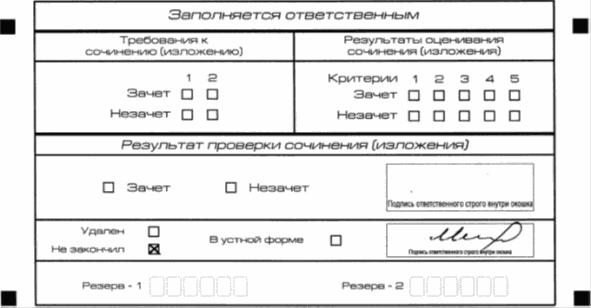 Заполняется ответственным
Требования к сочинению (изложению)
1 2
Зачет
Незачет
Результаты оценивания сочинения (изложения)
Критерии 1 2 3 4 5
Зачет
Незачет
Результат проверки сочинения (изложения)
Зачет Незачет
Подпись ответственного строго внутри окошка
Удален
Не закончил
В устной форме
Подпись ответственного строго внутри окошка
Резерв - 1
Резерв - 2